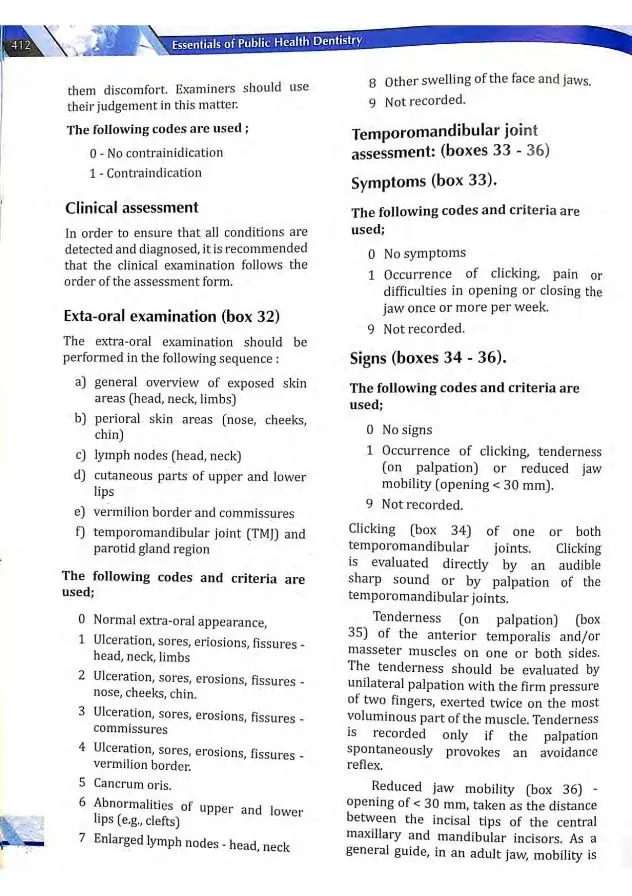 412
Essentials of Public Health Dentistry
them discomfort. Examiners should use
their judgement in this matter.
The following codes are used ;
0 - No contrainidication
1 - Contraindication
Clinical assessment
In order to ensure that all conditions are
detected and diagnosed, it is recommended
that the clinical examination follows the
order of the assessment form.
Exta-oral examination (box 32)
The extra-oral examination should be
performed in the following sequence :
a) general overview of exposed skin
areas (head, neck, limbs)
b) perioral skin areas (nose, cheeks,
chin)
c) lymph nodes (head, neck)
d) cutaneous parts of upper and lower
lips
e) vermilion border and commissures
f) temporomandibular joint (TMJ) and
parotid gland region
The following codes and criteria are
used;
0 Normal extra-oral appearance,
1 Ulceration, sores, eriosions, fissures -
head, neck, limbs
2 Ulceration, sores, erosions, fissures -
nose, cheeks, chin.
3 Ulceration, sores, erosions, fissures -
commissures
4 Ulceration, sores, erosions, fissures -
vermilion border.
5 Cancrum oris.
6 Abnormalities of upper and lower
lips (e.g., clefts)
7 Enlarged lymph nodes - head, neck
8 Other swelling of the face and jaws.
9 Not recorded.
Temporomandibular joint
assessment: (boxes 33 - 36)
Symptoms (box 33).
The following codes and criteria are
used;
0 No symptoms
1 Occurrence of clicking, pain or
difficulties in opening or closing the
jaw once or more per week.
9 Not recorded.
Signs (boxes 34 - 36).
The following codes and criteria are
used;
0 No signs
1 Occurrence of clicking, tenderness
(on palpation) or reduced jaw
mobility (opening < 30 mm).
9 Not recorded.
Clicking (box 34) of one or both
temporomandibular joints. Clicking
is evaluated directly by an audible
sharp sound or by palpation of the
temporomandibular joints.
Tenderness (on palpation) (box
35) of the anterior temporalis and/or
masseter muscles on one or both sides.
The tenderness should be evaluated by
unilateral palpation with the firm pressure
of two fingers, exerted twice on the most
voluminous part of the muscle. Tenderness
is recorded only if the palpation
spontaneously provokes an avoidance
reflex.
Reduced jaw mobility (box 36) -
opening of < 30 mm, taken as the distance
between the incisal tips of the central
maxillary and mandibular incisors. As a
general guide, in an adult jaw, mobility is